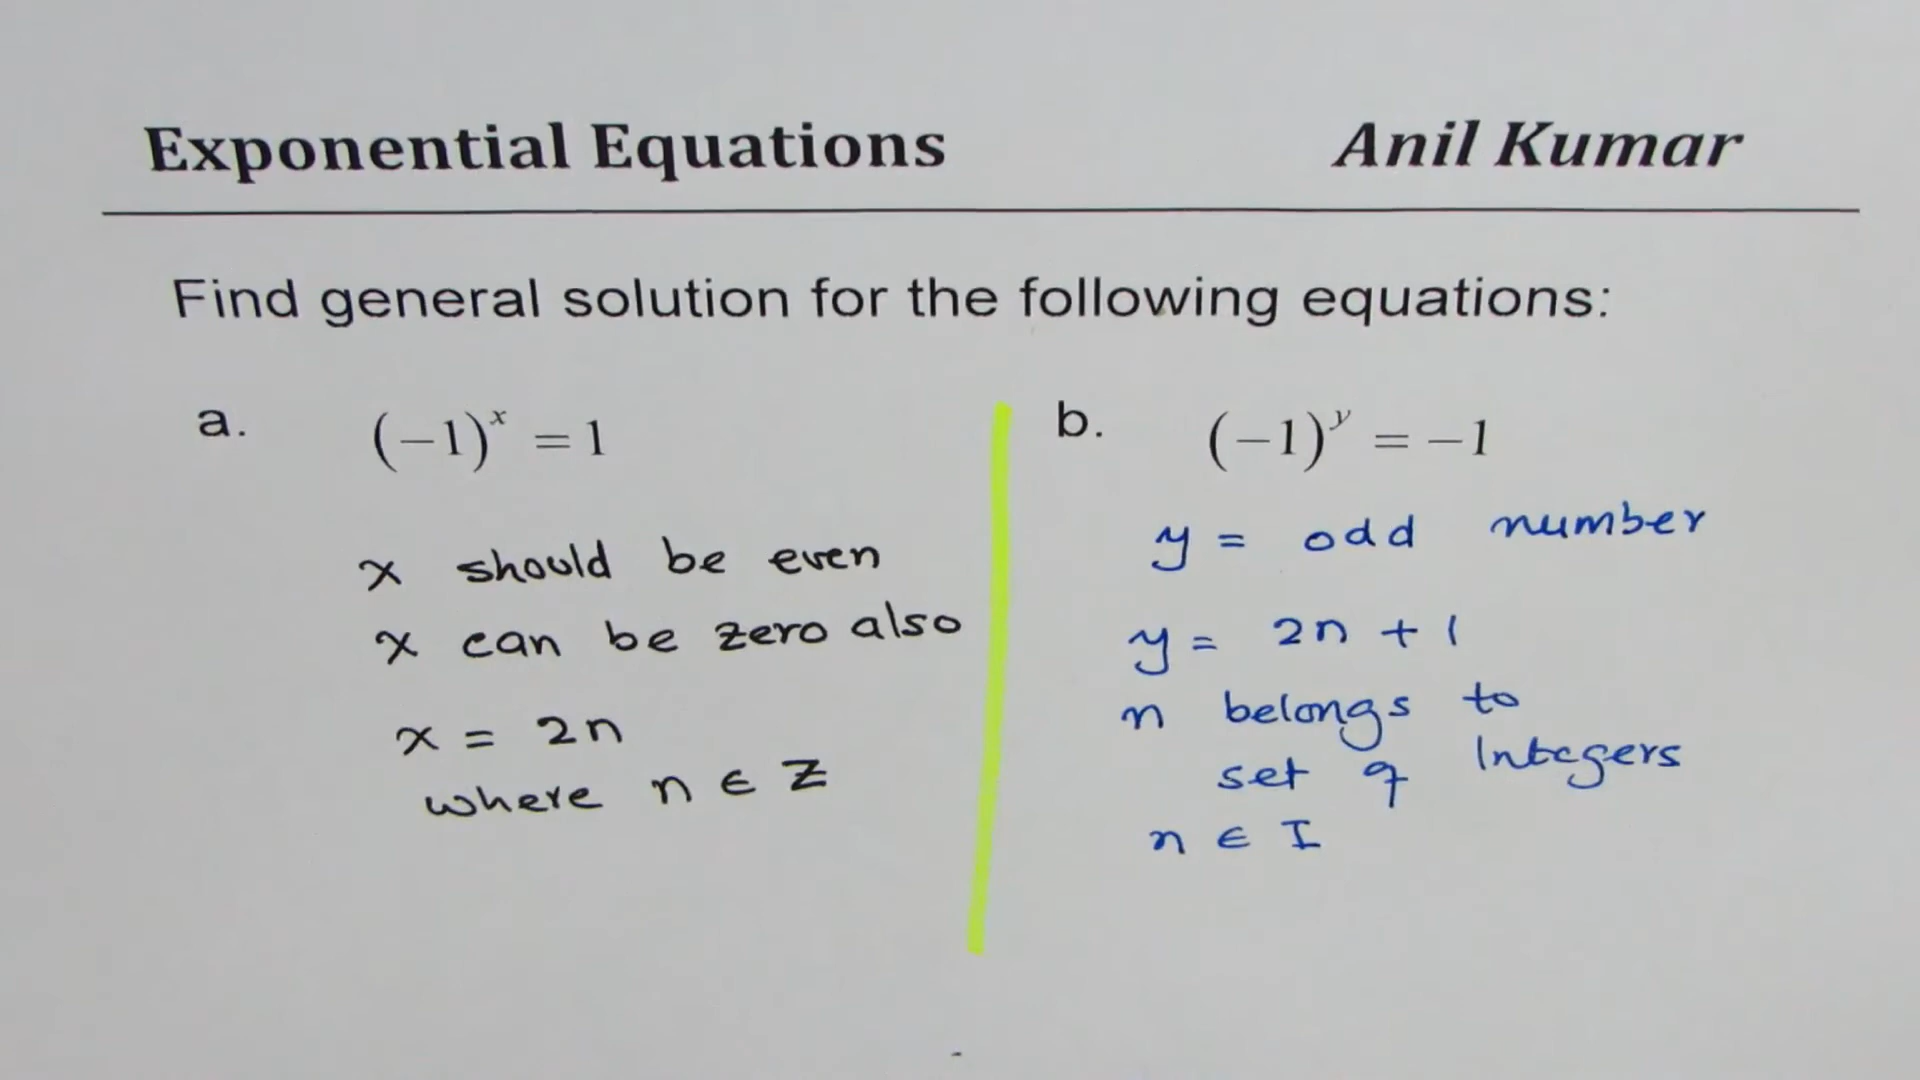 Exponential Equations Anil Kumar
Find general solution for the following equations:
a. (-1)^x = 1
x should be even
x can be zero also
x = 2n
where n ∈ Z
b. (-1)^y = -1
y = odd number
y = 2n + 1
n belongs to
set of Integers
n ∈ I